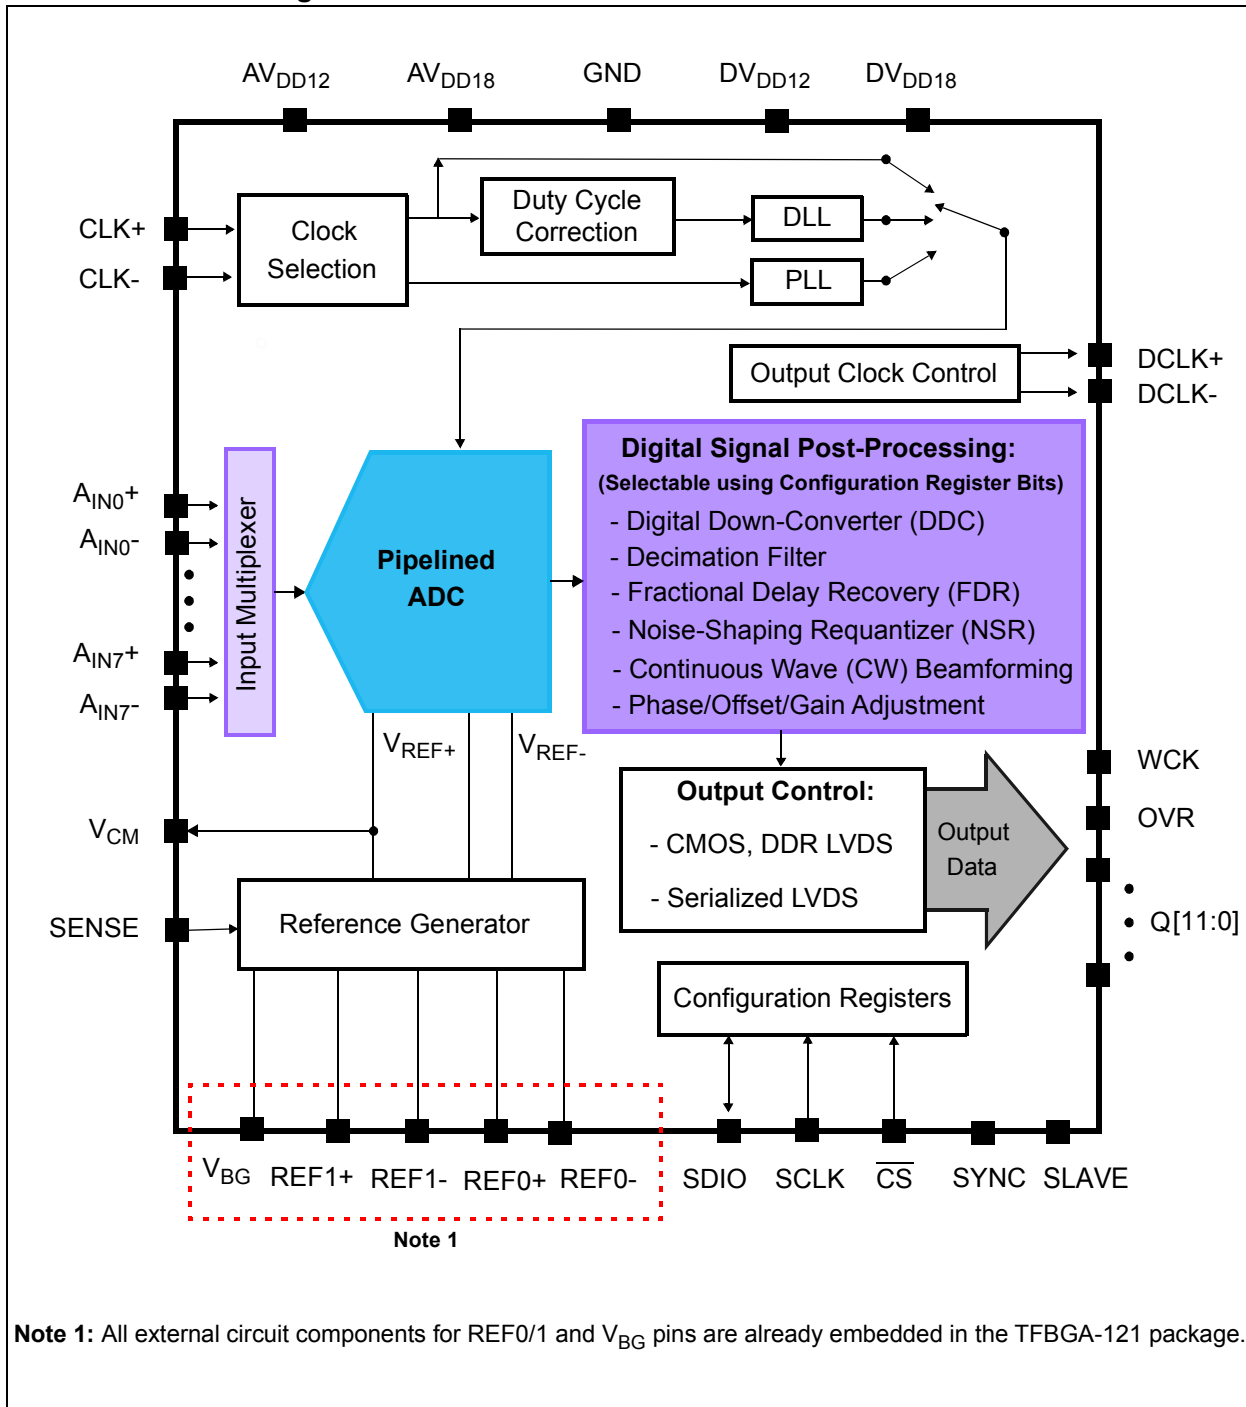 AVDD12 AVDD18 GND DVDD12 DVDD18
CLK+
CLK-
Clock
Selection
Duty Cycle
Correction
DLL
PLL
Output Clock Control
DCLK+
DCLK-
AIN0+
AIN0-
AIN7+
AIN7-
Input Multiplexer
Pipelined
ADC
Digital Signal Post-Processing:
(Selectable using Configuration Register Bits)
- Digital Down-Converter (DDC)
- Decimation Filter
- Fractional Delay Recovery (FDR)
- Noise-Shaping Requantizer (NSR)
- Continuous Wave (CW) Beamforming
- Phase/Offset/Gain Adjustment
VREF+ VREF-
VCM
SENSE
Reference Generator
Output Control:
- CMOS, DDR LVDS
- Serialized LVDS
Output
Data
WCK
OVR
Q[11:0]
Configuration Registers
VBG REF1+ REF1- REF0+ REF0- SDIO SCLK CS SYNC SLAVE
Note 1
Note 1: All external circuit components for REF0/1 and VBG pins are already embedded in the TFBGA-121 package.